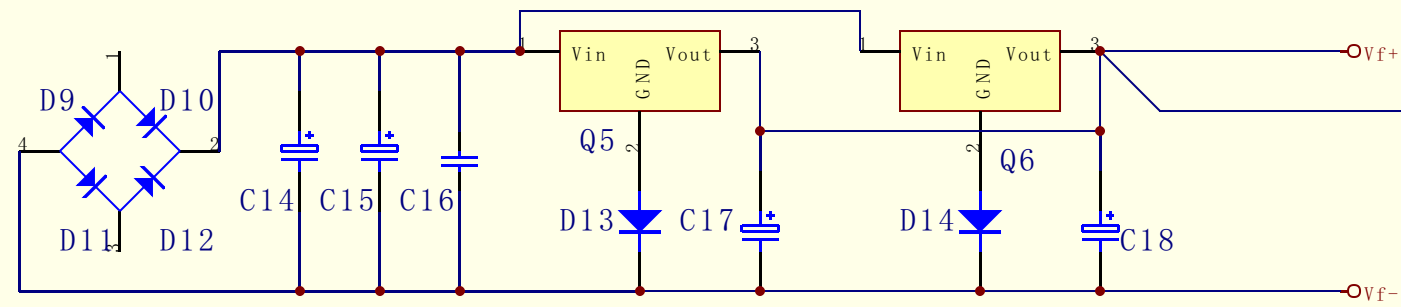 1
1
3
1
3
Vin
Vout
Vin
Vout
Vf+
GND
GND
D9
D10
4
2
Q5
2
2
Q6
C14
C15
C16
D13
C17
D14
C18
D11
3
D12
Vf-